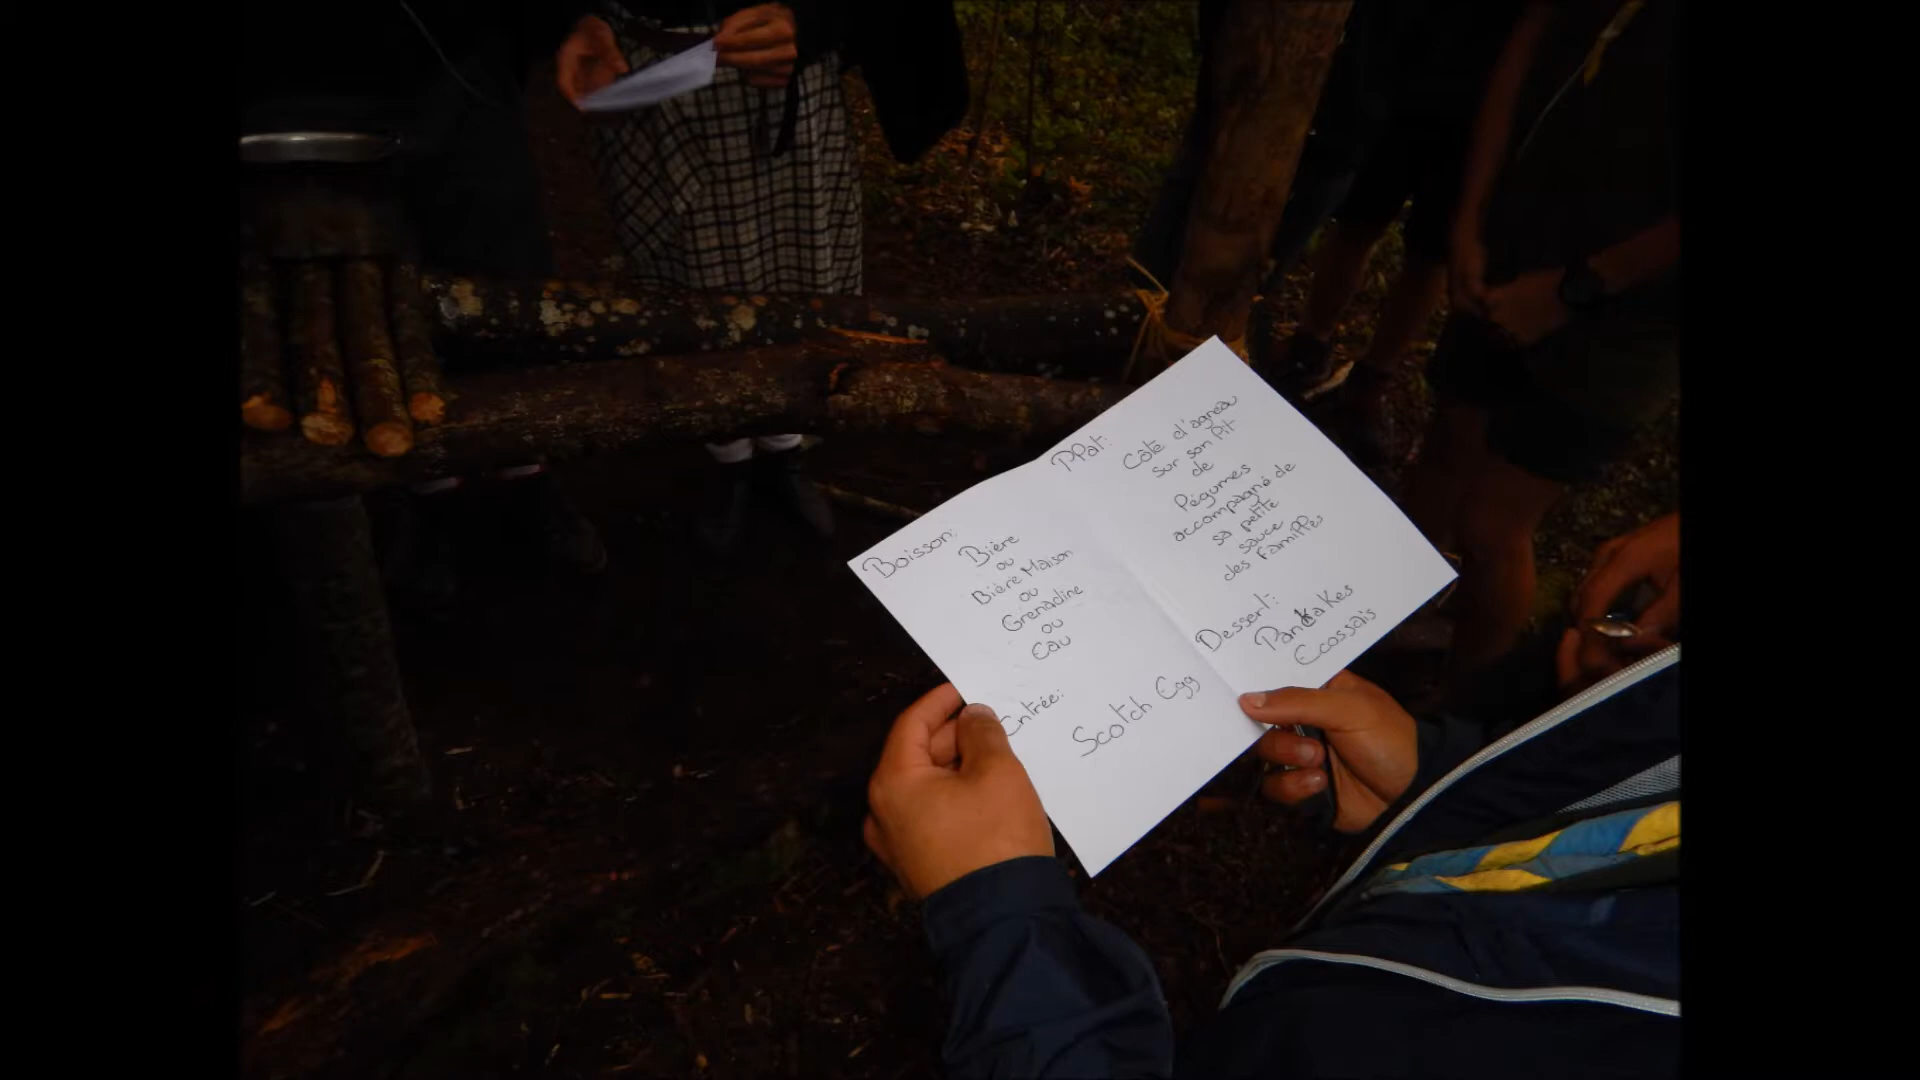 Boisson:
Bière
ou
Bière Maison
ou
Grenadine
ou
Eau
Entrée:
Scotch Egg
Plat:
Côte d'agneau
sur son lit
de
légumes
accompagné de
sa petite
sauce
des familles
Dessert:
Pankakes
Ecossais